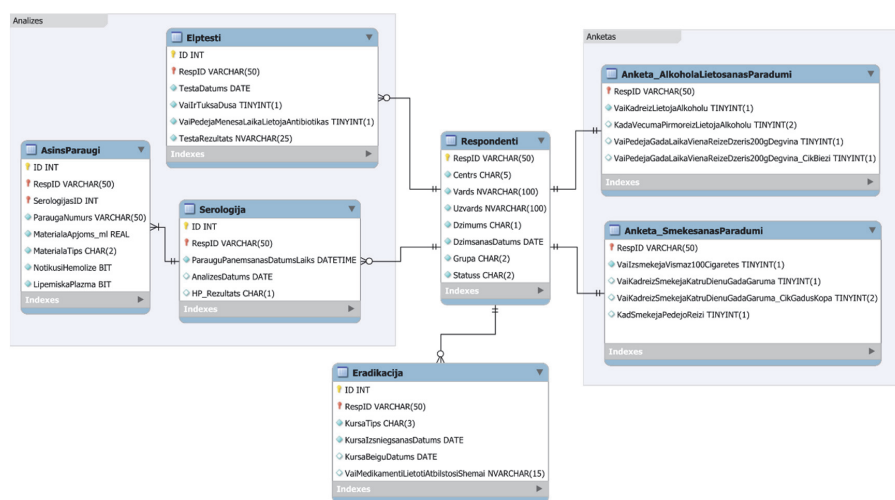 Analizes
Elptesti
ID INT
RespID VARCHAR(50)
TestaDatums DATE
VaiIrTuksaDusa TINYINT(1)
VaiPedejaMenesaLaikaLietojaAntibiotikas TINYINT(1)
TestaRezultats NVARCHAR(25)
Indexes
AsinsParaugi
ID INT
RespID VARCHAR(50)
SerologijasID INT
ParaugaNumurs VARCHAR(50)
MaterialaApjoms_ml REAL
MaterialaTips CHAR(2)
NotikusiHemolize BIT
LipemiskaPlazma BIT
Indexes
Serologija
ID INT
RespID VARCHAR(50)
ParauguPanemsanasDatumsLaiks DATETIME
AnalizesDatums DATE
HP_Rezultats CHAR(1)
Indexes
Respondenti
RespID VARCHAR(50)
Centrs CHAR(5)
Vards NVARCHAR(100)
Uzvards NVARCHAR(100)
Dzimums CHAR(1)
DzimsanasDatums DATE
Grupa CHAR(2)
Statuss CHAR(2)
Indexes
Eradikacija
ID INT
RespID VARCHAR(50)
KursaTips CHAR(3)
KursaIzsniegsanasDatums DATE
KursaBeiguDatums DATE
VaiMedikamentiLietotiAtbilstosiShemai NVARCHAR(15)
Indexes
Anketas
Anketa_AlkoholaLietosanasParadumi
RespID VARCHAR(50)
VaiKadreizLietojaAlkoholu TINYINT(1)
KadaVecumaPirmoreizLietojaAlkoholu TINYINT(2)
VaiPedejaGadaLaikaVienaReizeDzeris200gDegvina TINYINT(1)
VaiPedejaGadaLaikaVienaReizeDzeris200gDegvina_CikBiezi TINYINT(1)
Indexes
Anketa_SmekesanasParadumi
RespID VARCHAR(50)
VaiIzsmekejaVismaz100Cigaretes TINYINT(1)
VaiKadreizSmekejaKatruDienuGadaGaruma TINYINT(1)
VaiKadreizSmekejaKatruDienuGadaGaruma_CikGadusKopa TINYINT(2)
KadSmekejaPedejoReizi TINYINT(1)
Indexes